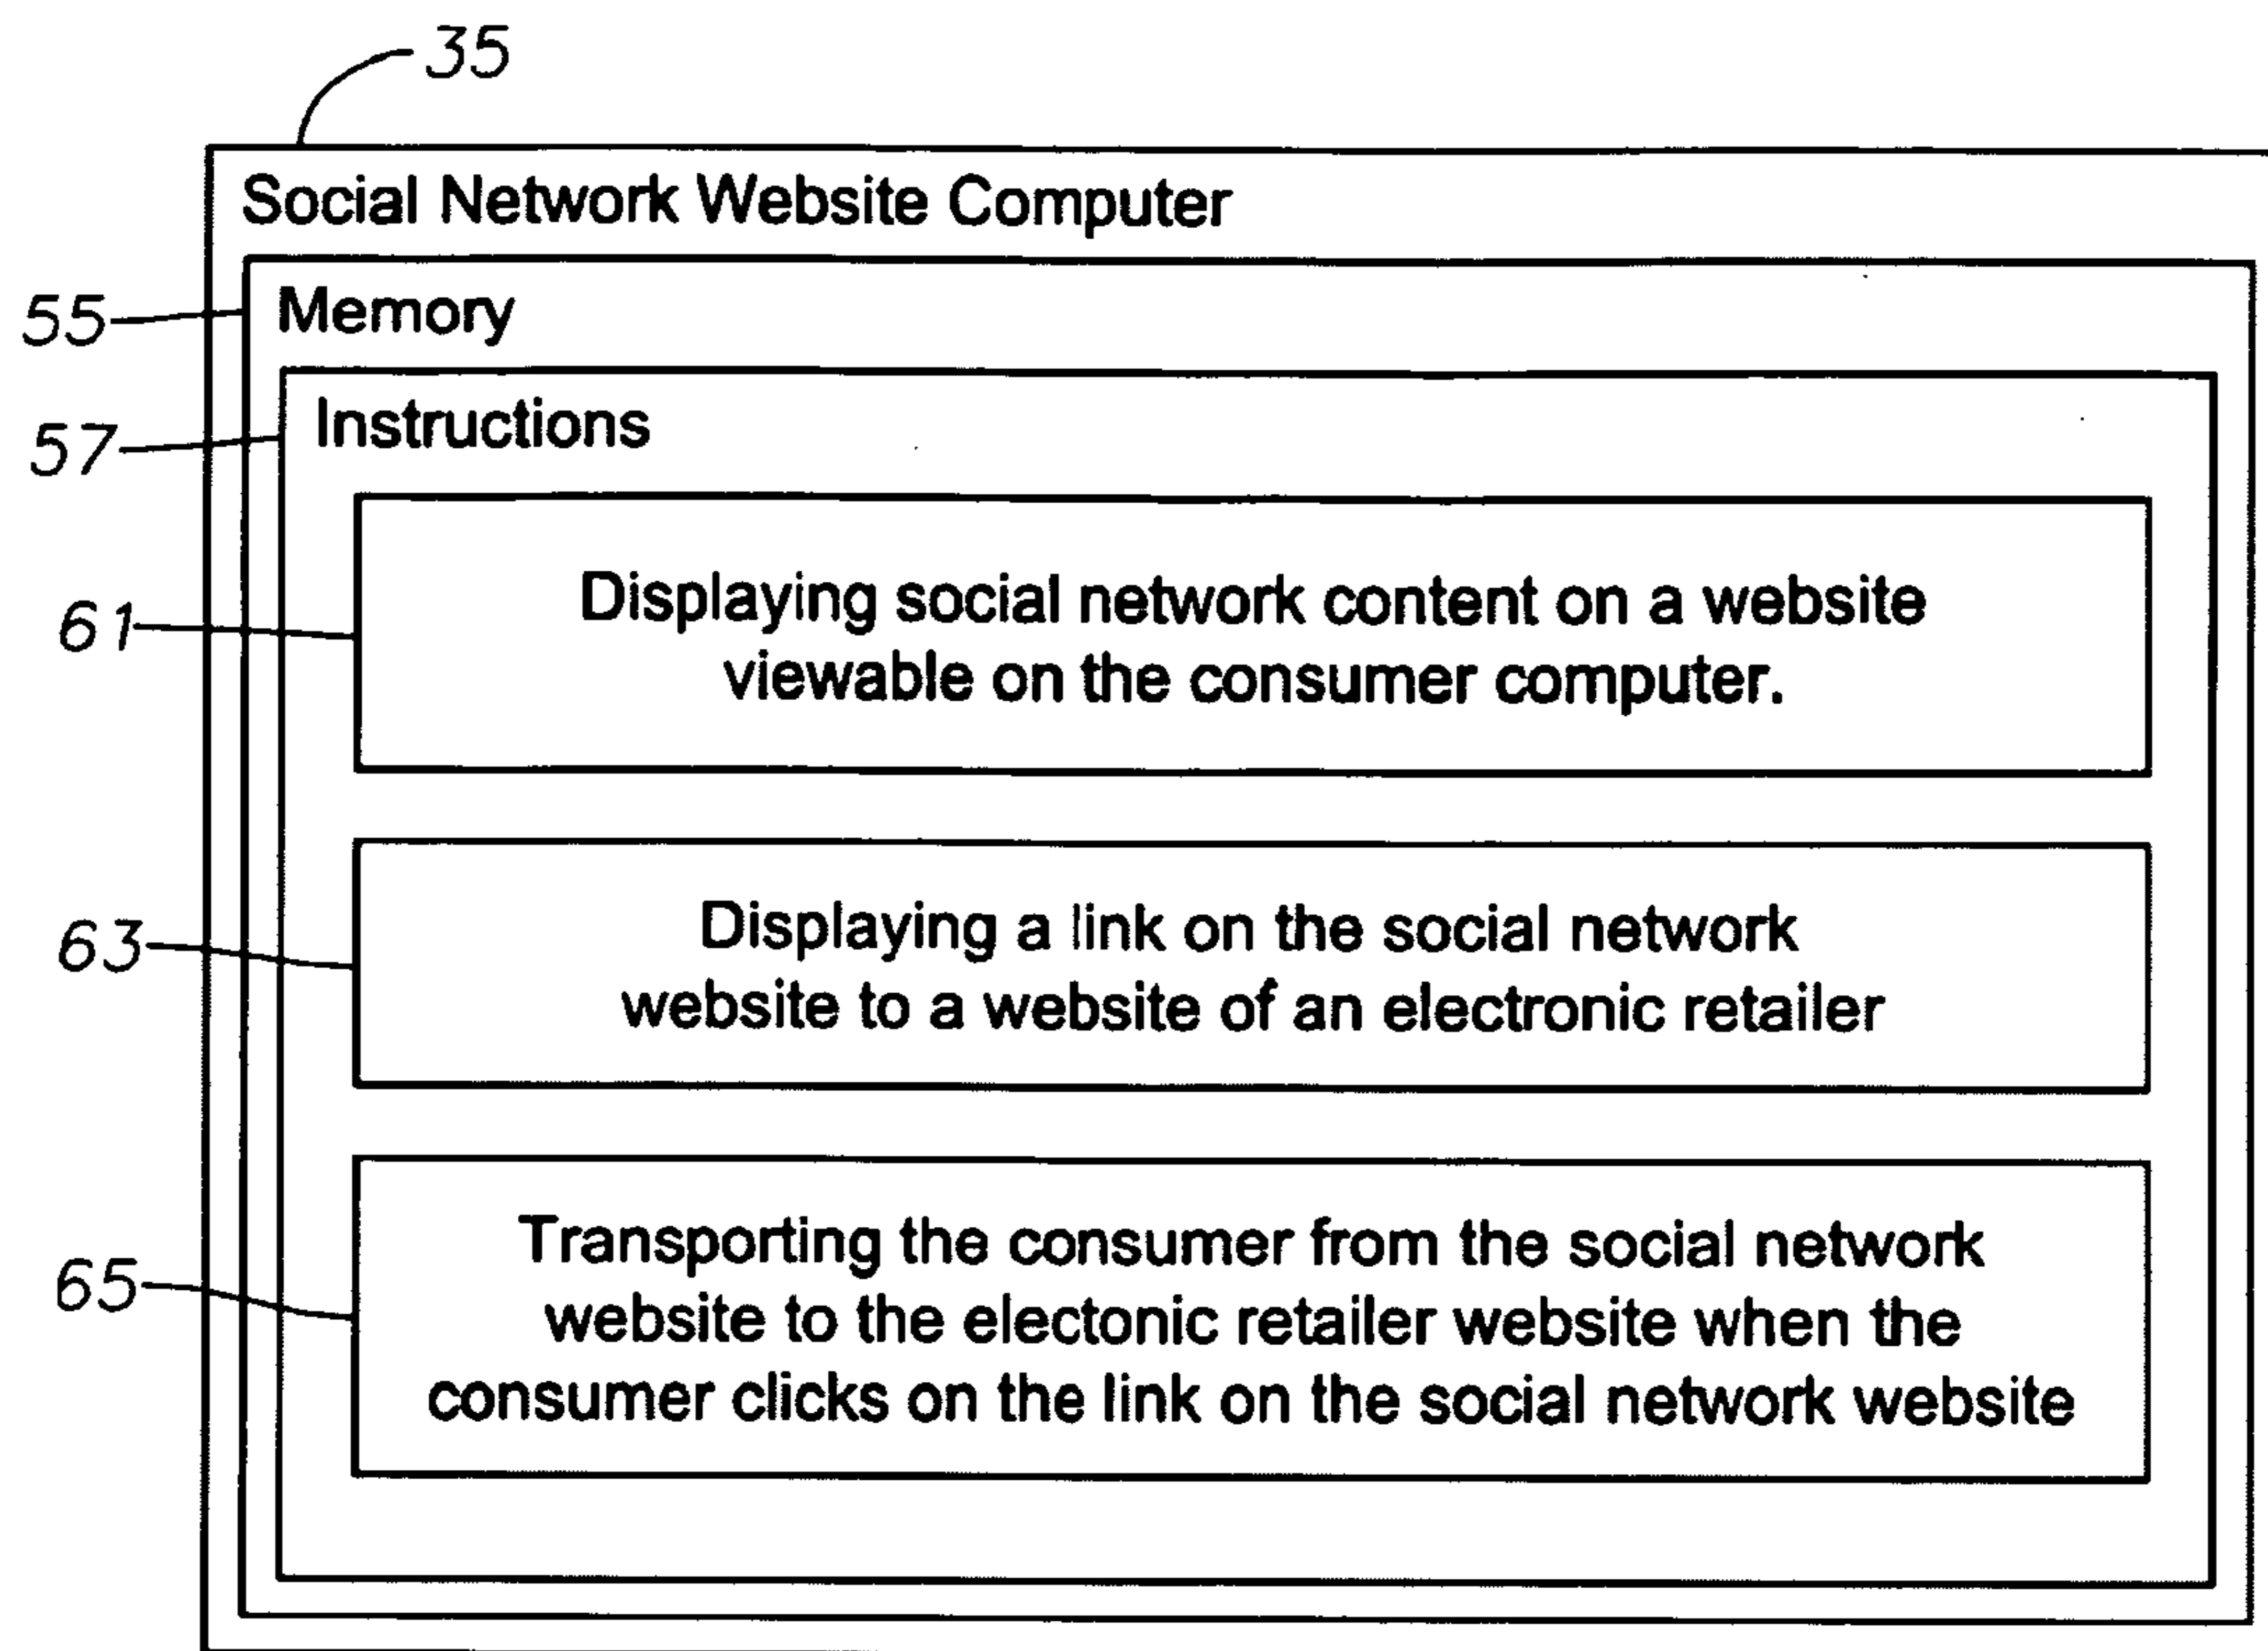 35
Social Network Website Computer
55
Memory
57
Instructions
61
Displaying social network content on a website
viewable on the consumer computer.
63
Displaying a link on the social network
website to a website of an electronic retailer
65
Transporting the consumer from the social network
website to the electonic retailer website when the
consumer clicks on the link on the social network website